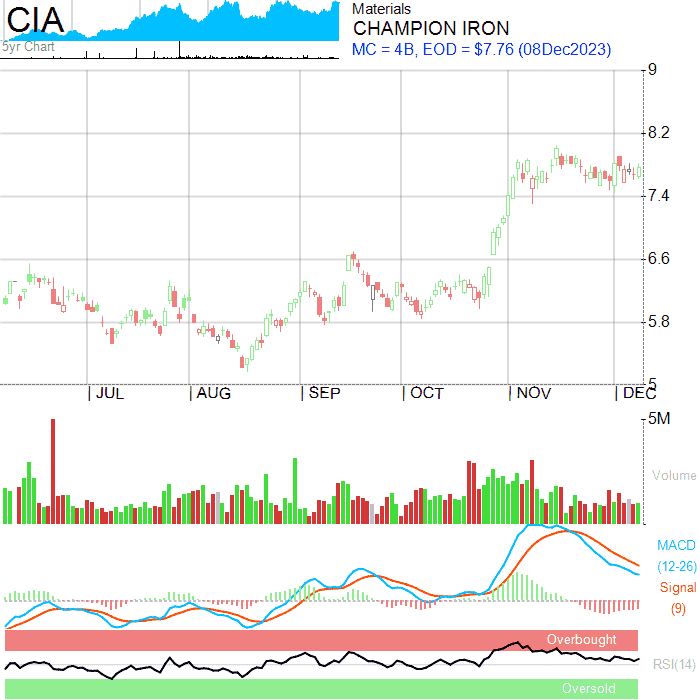 CIA
5yr Chart
Materials
CHAMPION IRON
MC = 4B, EOD = $7.76 (08Dec2023)
9
8.2
7.4
6.6
5.8
5
JUL AUG SEP OCT NOV DEC
5M
Volume
MACD
(12-26)
Signal
(9)
Overbought
RSI(14)
Oversold